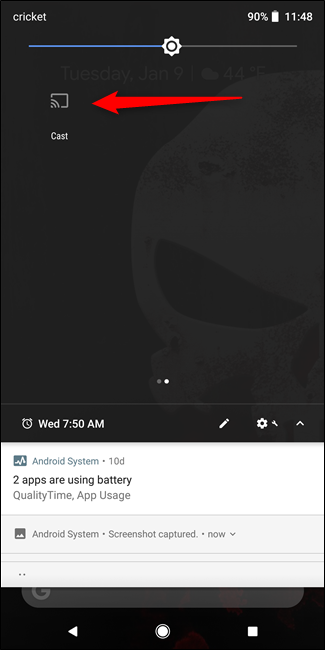 cricket 90% 11:48
Tuesday, Jan 9 | 44 °F
Cast
Wed 7:50 AM
Android System • 10d
2 apps are using battery
QualityTime, App Usage
Android System • Screenshot captured. • now
..
G